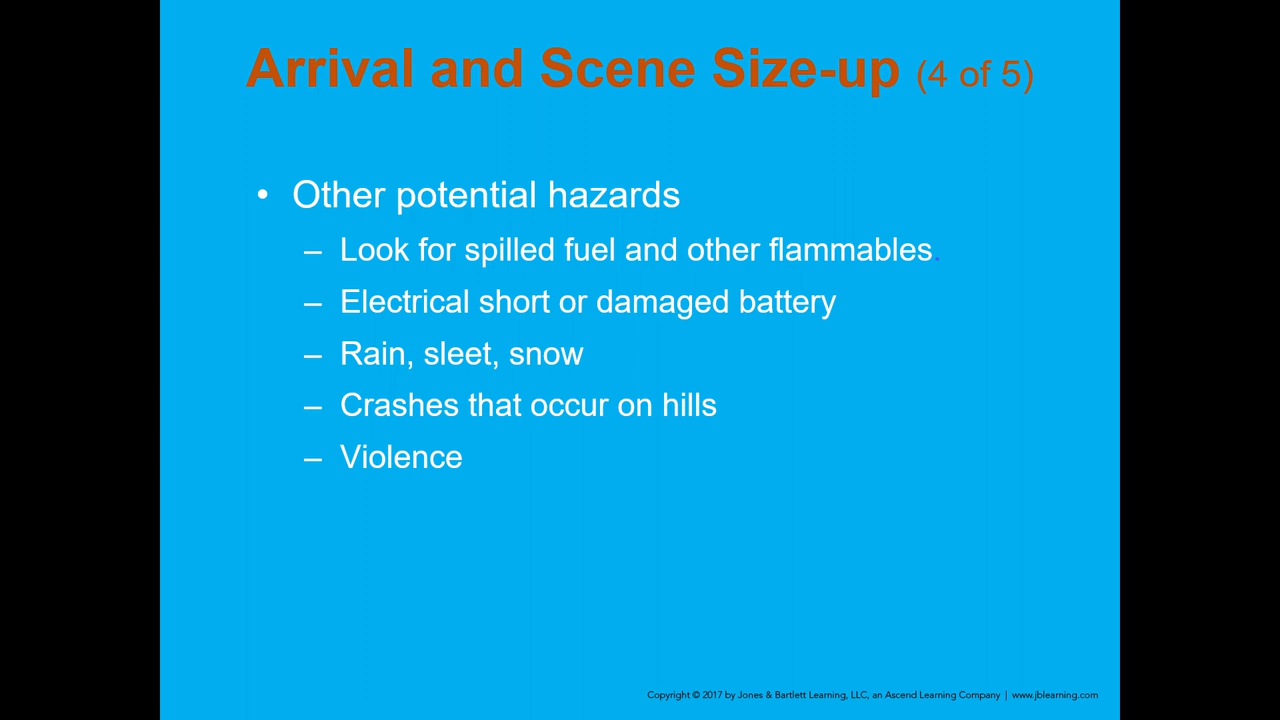 Arrival and Scene Size-up (4 of 5)
• Other potential hazards
– Look for spilled fuel and other flammables.
– Electrical short or damaged battery
– Rain, sleet, snow
– Crashes that occur on hills
– Violence
Copyright © 2017 by Jones & Bartlett Learning, LLC, an Ascend Learning Company | www.jblearning.com